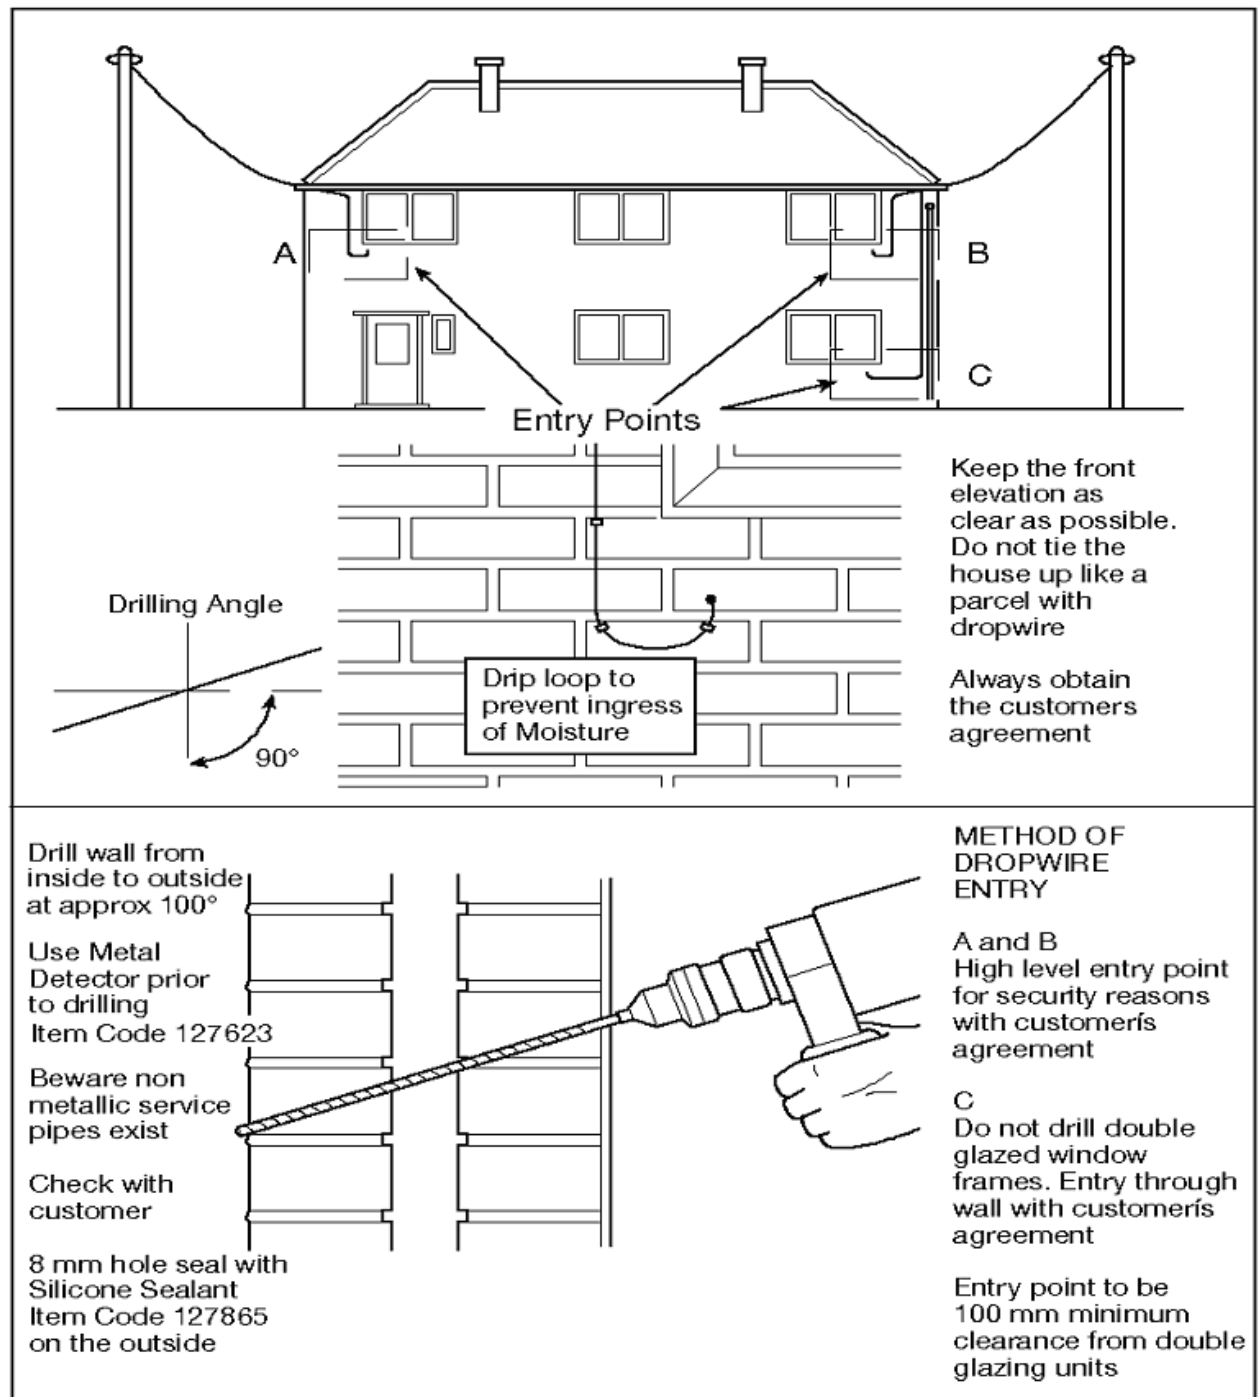 A
B
C
Entry Points
Keep the front
elevation as
clear as possible.
Do not tie the
house up like a
parcel with
dropwire
Always obtain
the customers
agreement
Drilling Angle
90°
Drip loop to
prevent ingress
of Moisture
Drill wall from
inside to outside
at approx 100°
Use Metal
Detector prior
to drilling
Item Code 127623
Beware non
metallic service
pipes exist
Check with
customer
8 mm hole seal with
Silicone Sealant
Item Code 127865
on the outside
METHOD OF
DROPWIRE
ENTRY
A and B
High level entry point
for security reasons
with customerís
agreement
C
Do not drill double
glazed window
frames. Entry through
wall with customerís
agreement
Entry point to be
100 mm minimum
clearance from double
glazing units